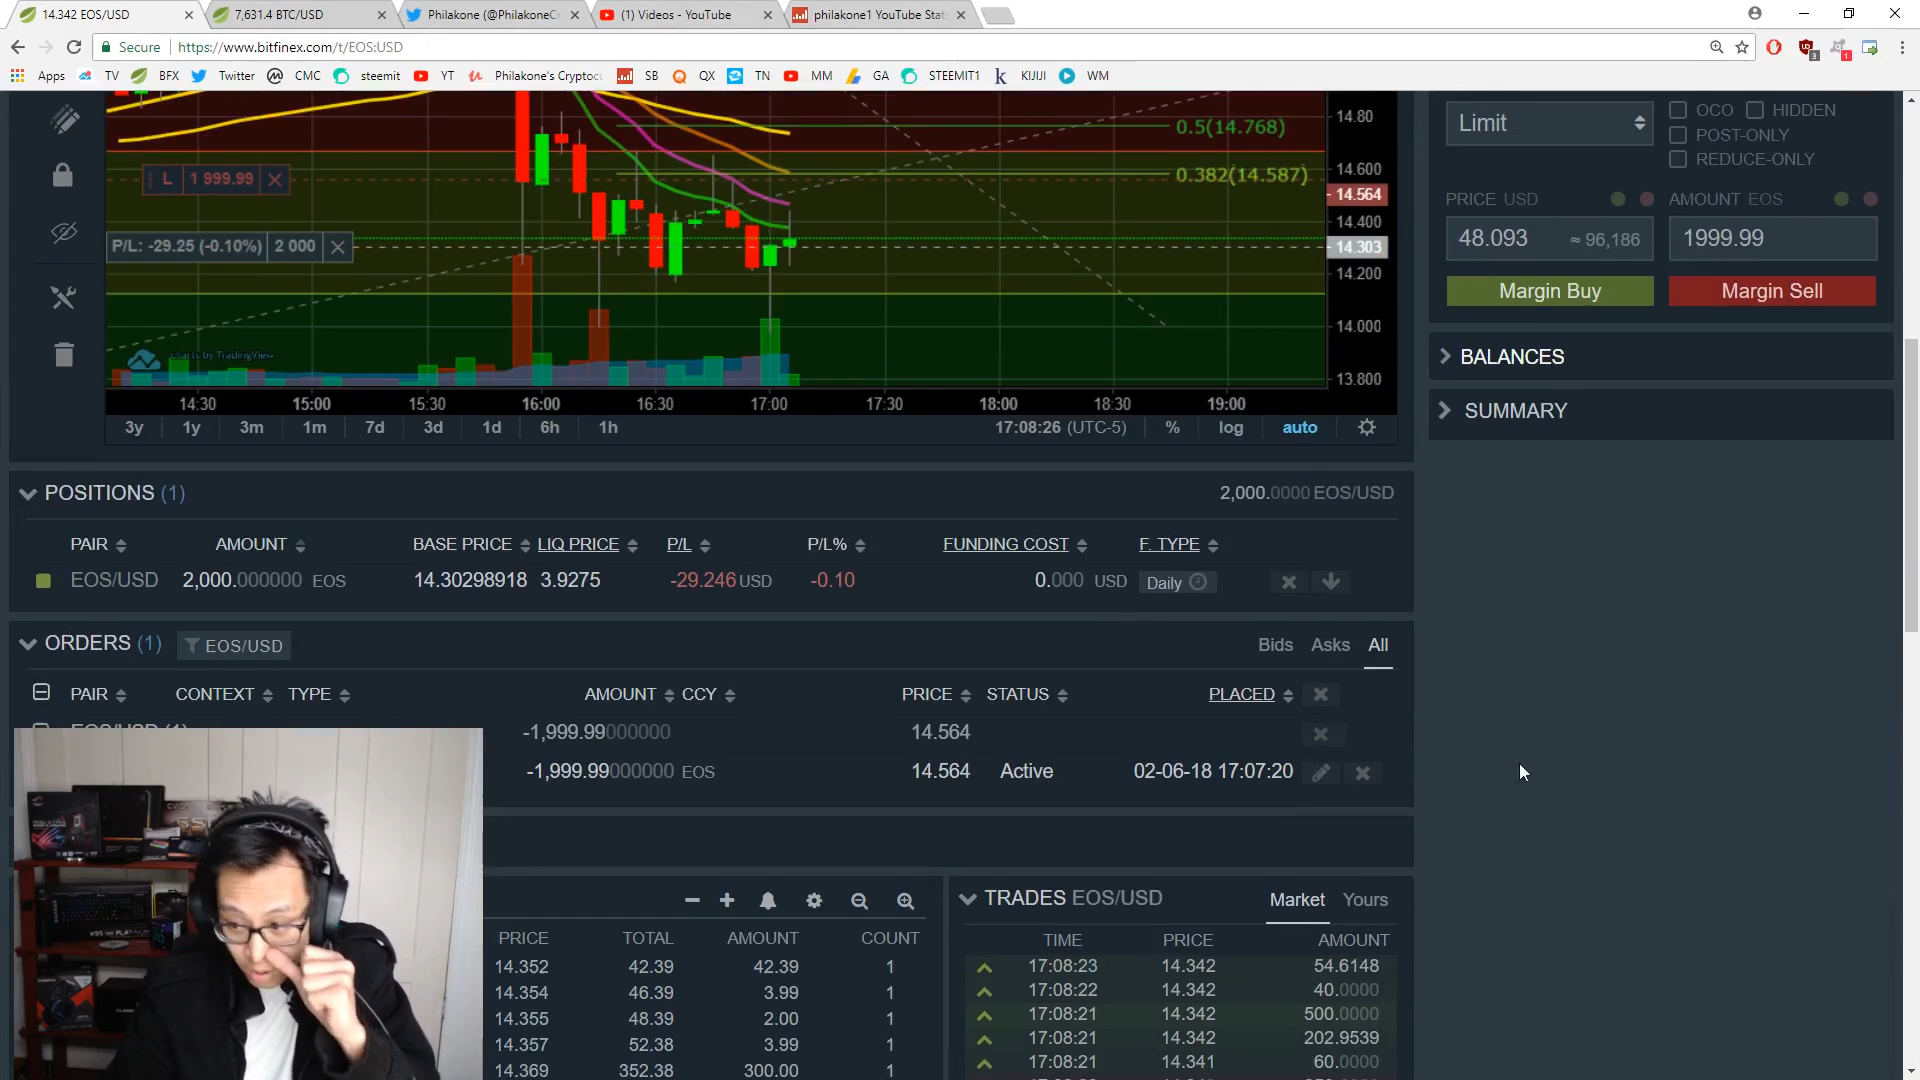 14.342 EOS/USD
7,631.4 BTC/USD
Philakone (@PhilakoneC
(1) Videos - YouTube
philakone1 YouTube Stat
Secure https://www.bitfinex.com/t/EOS:USD
Apps TV BFX Twitter CMC steemit YT Philakone's Cryptocu SB QX TN MM GA STEEMIT1 KIJIJI WM
14.80
0.5(14.768)
14.600
0.382(14.587)
L 1 999.99
14.564
14.400
P/L: -29.25 (-0.10%) 2 000
14.303
14.200
14.000
Charts by TradingView
13.800
14:30 15:00 15:30 16:00 16:30 17:00 17:30 18:00 18:30 19:00
3y 1y 3m 1m 7d 3d 1d 6h 1h 17:08:26 (UTC-5) % log auto
Limit
OCO HIDDEN
POST-ONLY
REDUCE-ONLY
PRICE USD AMOUNT EOS
48.093 ≈ 96,186 1999.99
Margin Buy Margin Sell
BALANCES
SUMMARY
POSITIONS (1) 2,000.0000 EOS/USD
PAIR AMOUNT BASE PRICE LIQ PRICE P/L P/L% FUNDING COST F. TYPE
EOS/USD 2,000.000000 EOS 14.30298918 3.9275 -29.246 USD -0.10 0.000 USD Daily
ORDERS (1) EOS/USD Bids Asks All
PAIR CONTEXT TYPE AMOUNT CCY PRICE STATUS PLACED
-1,999.99000000 14.564
-1,999.99000000 EOS 14.564 Active 02-06-18 17:07:20
PRICE TOTAL AMOUNT COUNT
14.352 42.39 42.39 1
14.354 46.39 3.99 1
14.355 48.39 2.00 1
14.357 52.38 3.99 1
14.369 352.38 300.00 1
TRADES EOS/USD Market Yours
TIME PRICE AMOUNT
17:08:23 14.342 54.6148
17:08:22 14.342 40.0000
17:08:21 14.342 500.0000
17:08:21 14.342 202.9539
17:08:21 14.341 60.0000